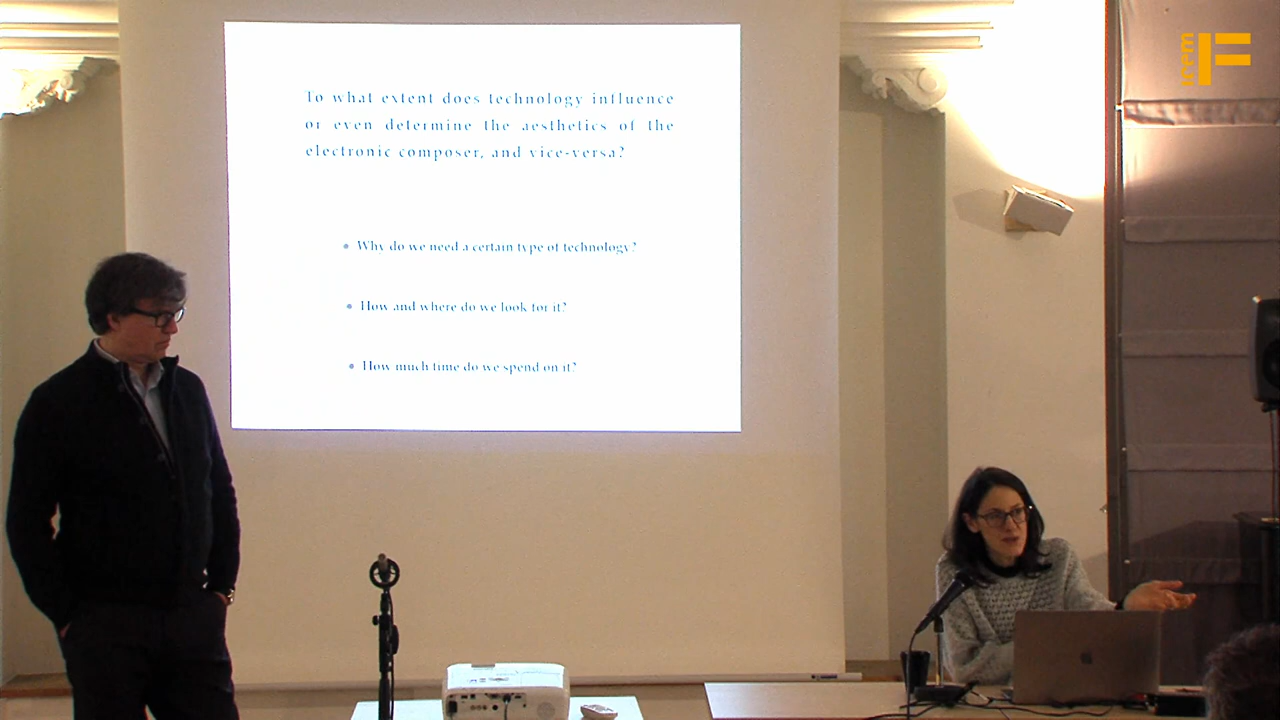 To what extent does technology influence
or even determine the aesthetics of the
electronic composer, and vice-versa?
• Why do we need a certain type of technology?
• How and where do we look for it?
• How much time do we spend on it?